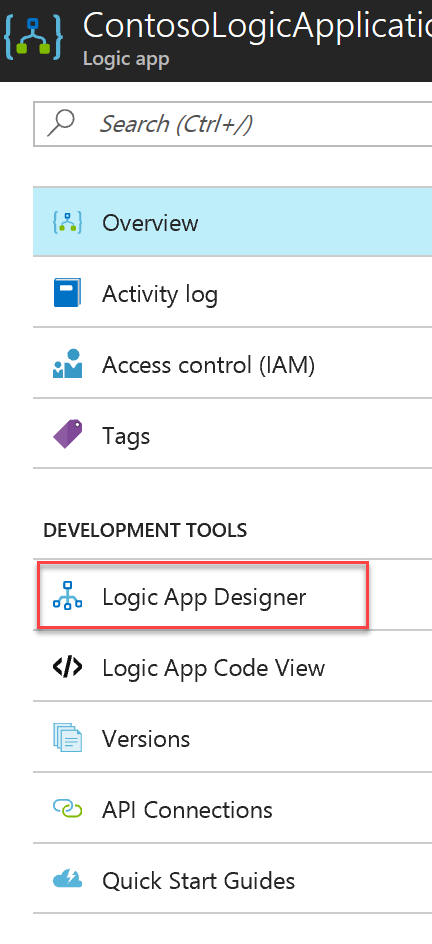 ContosoLogicApplicatio
Logic app
Search (Ctrl+/)
Overview
Activity log
Access control (IAM)
Tags
DEVELOPMENT TOOLS
Logic App Designer
Logic App Code View
Versions
API Connections
Quick Start Guides